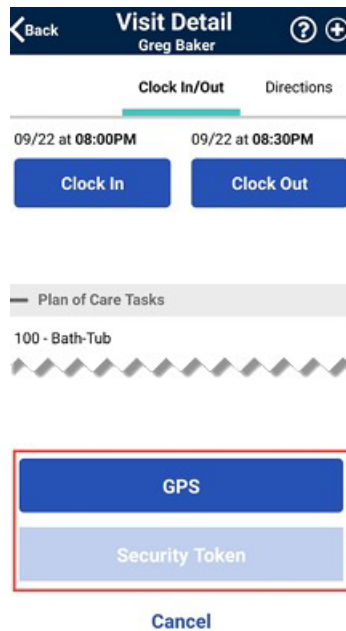 Back Visit Detail ?
Greg Baker
Clock In/Out Directions
09/22 at 08:00PM 09/22 at 08:30PM
Clock In Clock Out
Plan of Care Tasks
100 - Bath-Tub
GPS
Security Token
Cancel